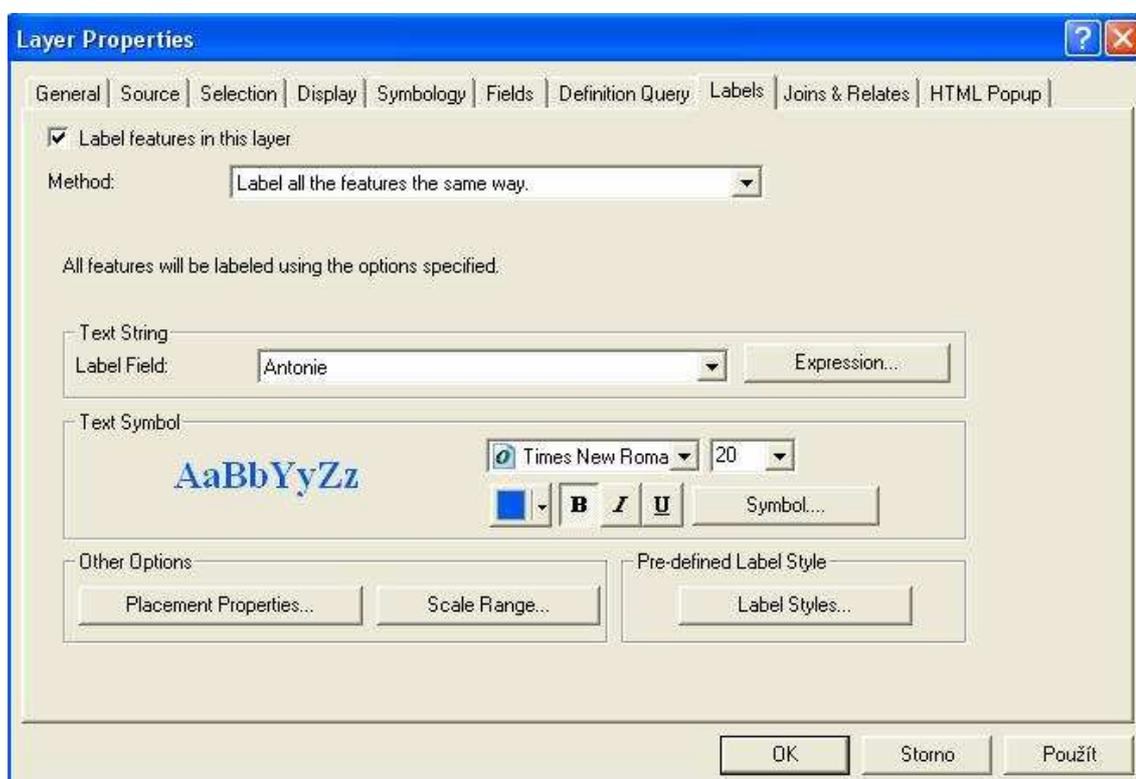 Layer Properties
General Source Selection Display Symbology Fields Definition Query Labels Joins & Relates HTML Popup
Label features in this layer
Method: Label all the features the same way.
All features will be labeled using the options specified.
Text String
Label Field: Antonie Expression...
Text Symbol
AaBbYyZz
Times New Roma 20
B I U Symbol....
Other Options
Placement Properties... Scale Range...
Pre-defined Label Style
Label Styles...
OK Storno Použít